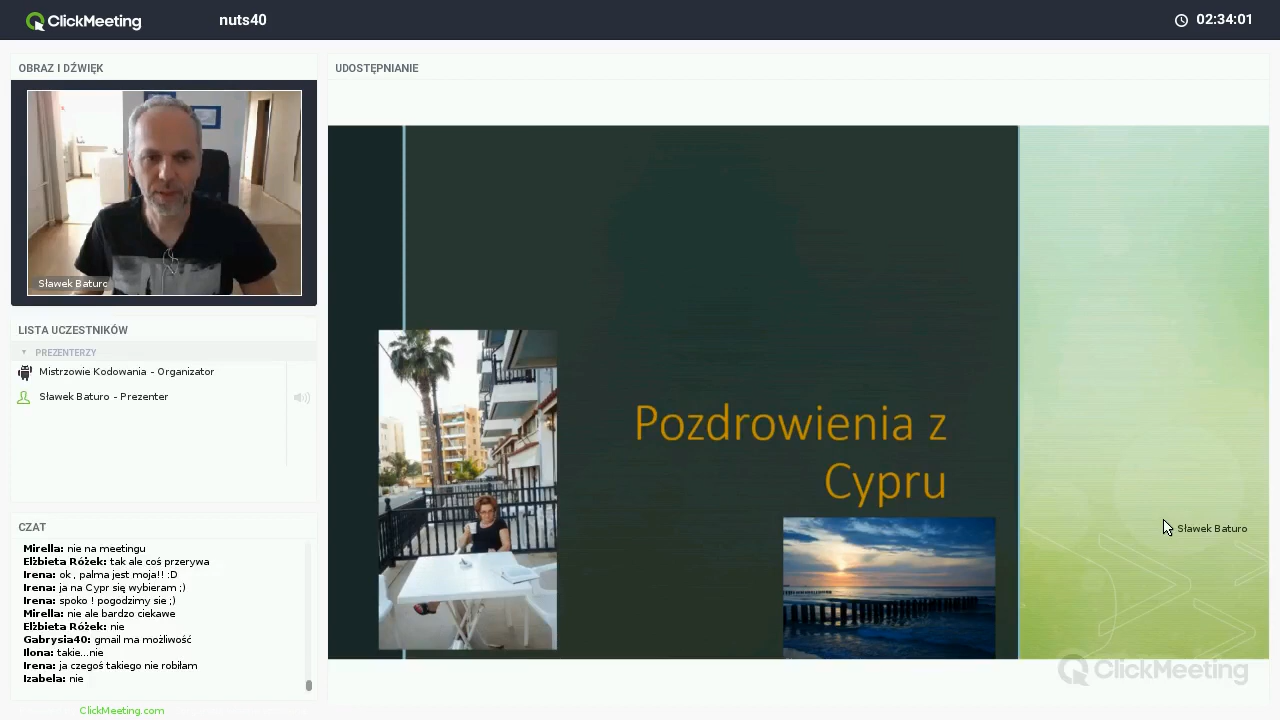 ClickMeeting
nuts40
02:34:01
OBRAZ I DŹWIĘK
Sławek Baturo
LISTA UCZESTNIKÓW
PREZENTERZY
Mistrzowie Kodowania - Organizator
Sławek Baturo - Prezenter
CZAT
Mirella: nie na meetingu
Elżbieta Różek: tak ale coś przerywa
Irena: ok , palma jest moja!! :D
Irena: ja na Cypr się wybieram ;)
Irena: spoko ! pogodzimy sie ;)
Mirella: nie ale bardzo ciekawe
Elżbieta Różek: nie
Gabrysia40: gmail ma możliwość
Ilona: takie...nie
Irena: ja czegoś takiego nie robiłam
Izabela: nie
ClickMeeting.com
UDOSTĘPNIANIE
Pozdrowienia z
Cypru
Sławek Baturo
ClickMeeting